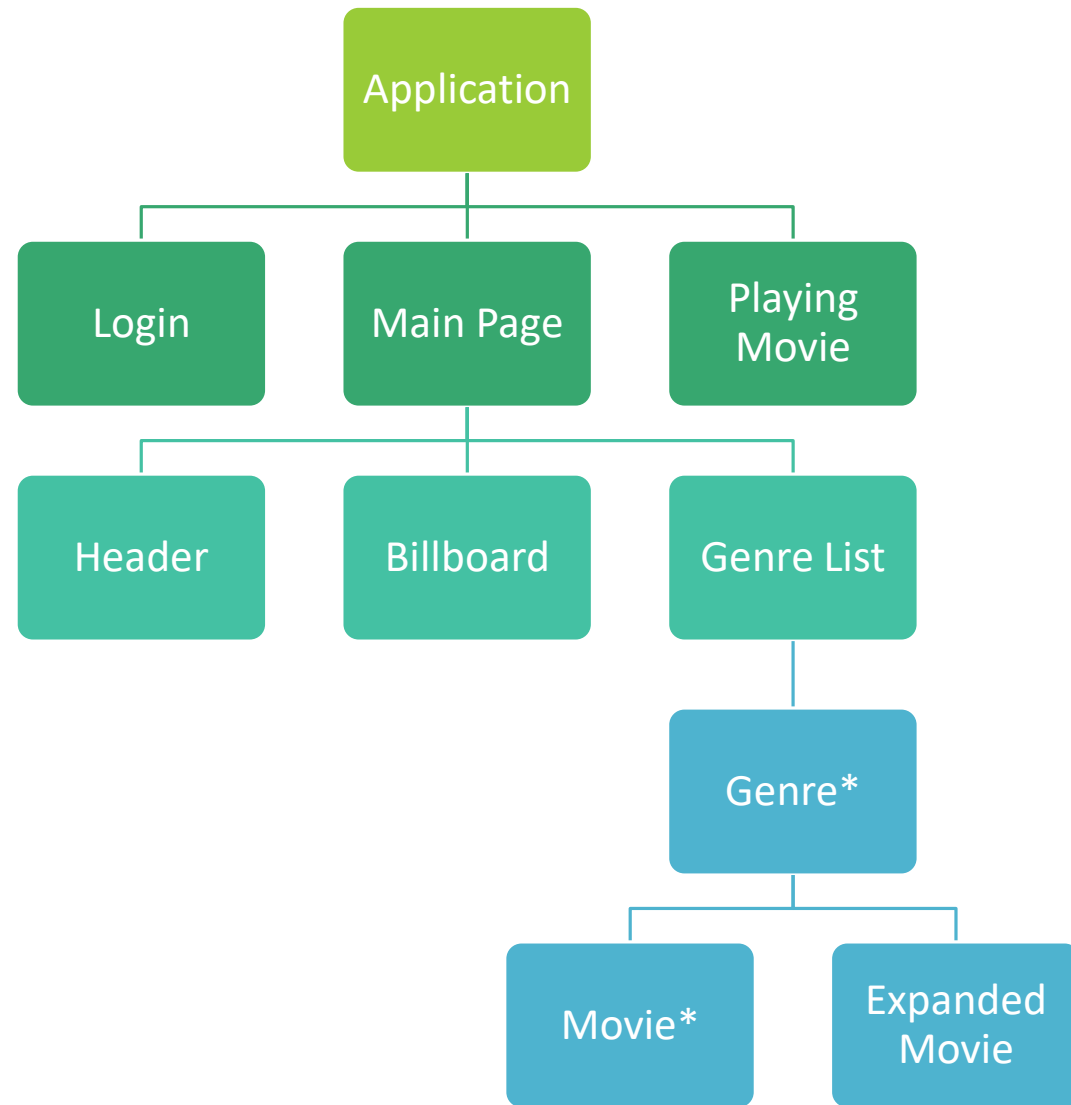 Application
Login
Main Page
Playing
Movie
Header
Billboard
Genre List
Genre*
Movie*
Expanded
Movie